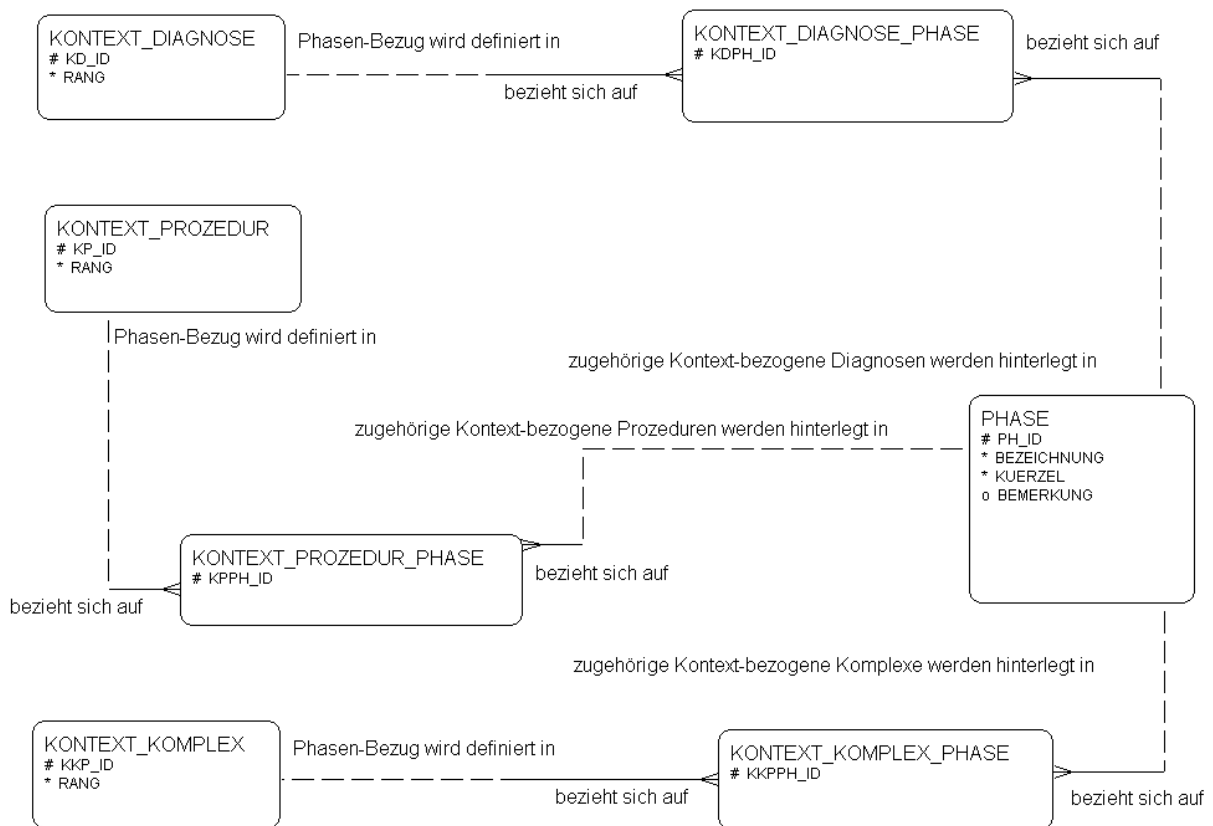 KONTEXT_DIAGNOSE
# KD_ID
* RANG
Phasen-Bezug wird definiert in
bezieht sich auf
KONTEXT_DIAGNOSE_PHASE
# KDPH_ID
bezieht sich auf
KONTEXT_PROZEDUR
# KP_ID
* RANG
Phasen-Bezug wird definiert in
zugehörige Kontext-bezogene Diagnosen werden hinterlegt in
zugehörige Kontext-bezogene Prozeduren werden hinterlegt in
PHASE
# PH_ID
* BEZEICHNUNG
* KUERZEL
o BEMERKUNG
KONTEXT_PROZEDUR_PHASE
# KPPH_ID
bezieht sich auf
bezieht sich auf
zugehörige Kontext-bezogene Komplexe werden hinterlegt in
KONTEXT_KOMPLEX
# KKP_ID
* RANG
Phasen-Bezug wird definiert in
bezieht sich auf
KONTEXT_KOMPLEX_PHASE
# KKPPH_ID
bezieht sich auf